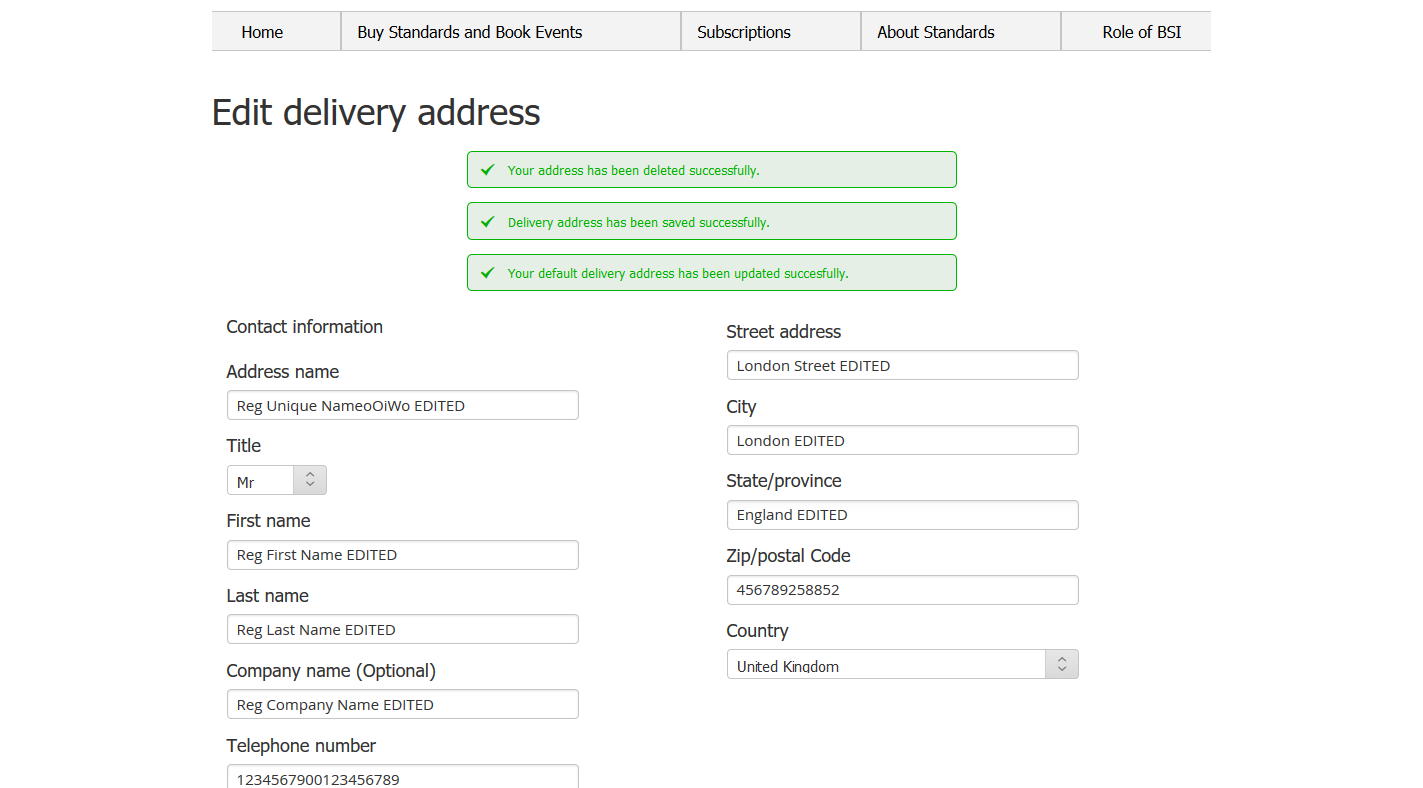 Home
Buy Standards and Book Events
Subscriptions
About Standards
Role of BSI
Edit delivery address
Your address has been deleted successfully.
Delivery address has been saved successfully.
Your default delivery address has been updated succesfully.
Contact information
Address name
Reg Unique NameoOiWo EDITED
Title
Mr
First name
Reg First Name EDITED
Last name
Reg Last Name EDITED
Company name (Optional)
Reg Company Name EDITED
Telephone number
1234567900123456789
Street address
London Street EDITED
City
London EDITED
State/province
England EDITED
Zip/postal Code
456789258852
Country
United Kingdom